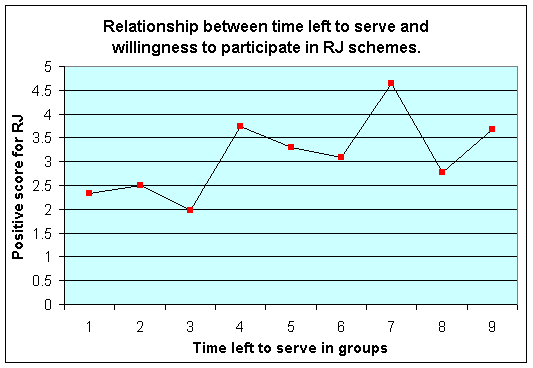 Relationship between time left to serve and
willingness to participate in RJ schemes.
Positive score for RJ
5
4.5
4
3.5
3
2.5
2
1.5
1
0.5
0
1 2 3 4 5 6 7 8 9
Time left to serve in groups